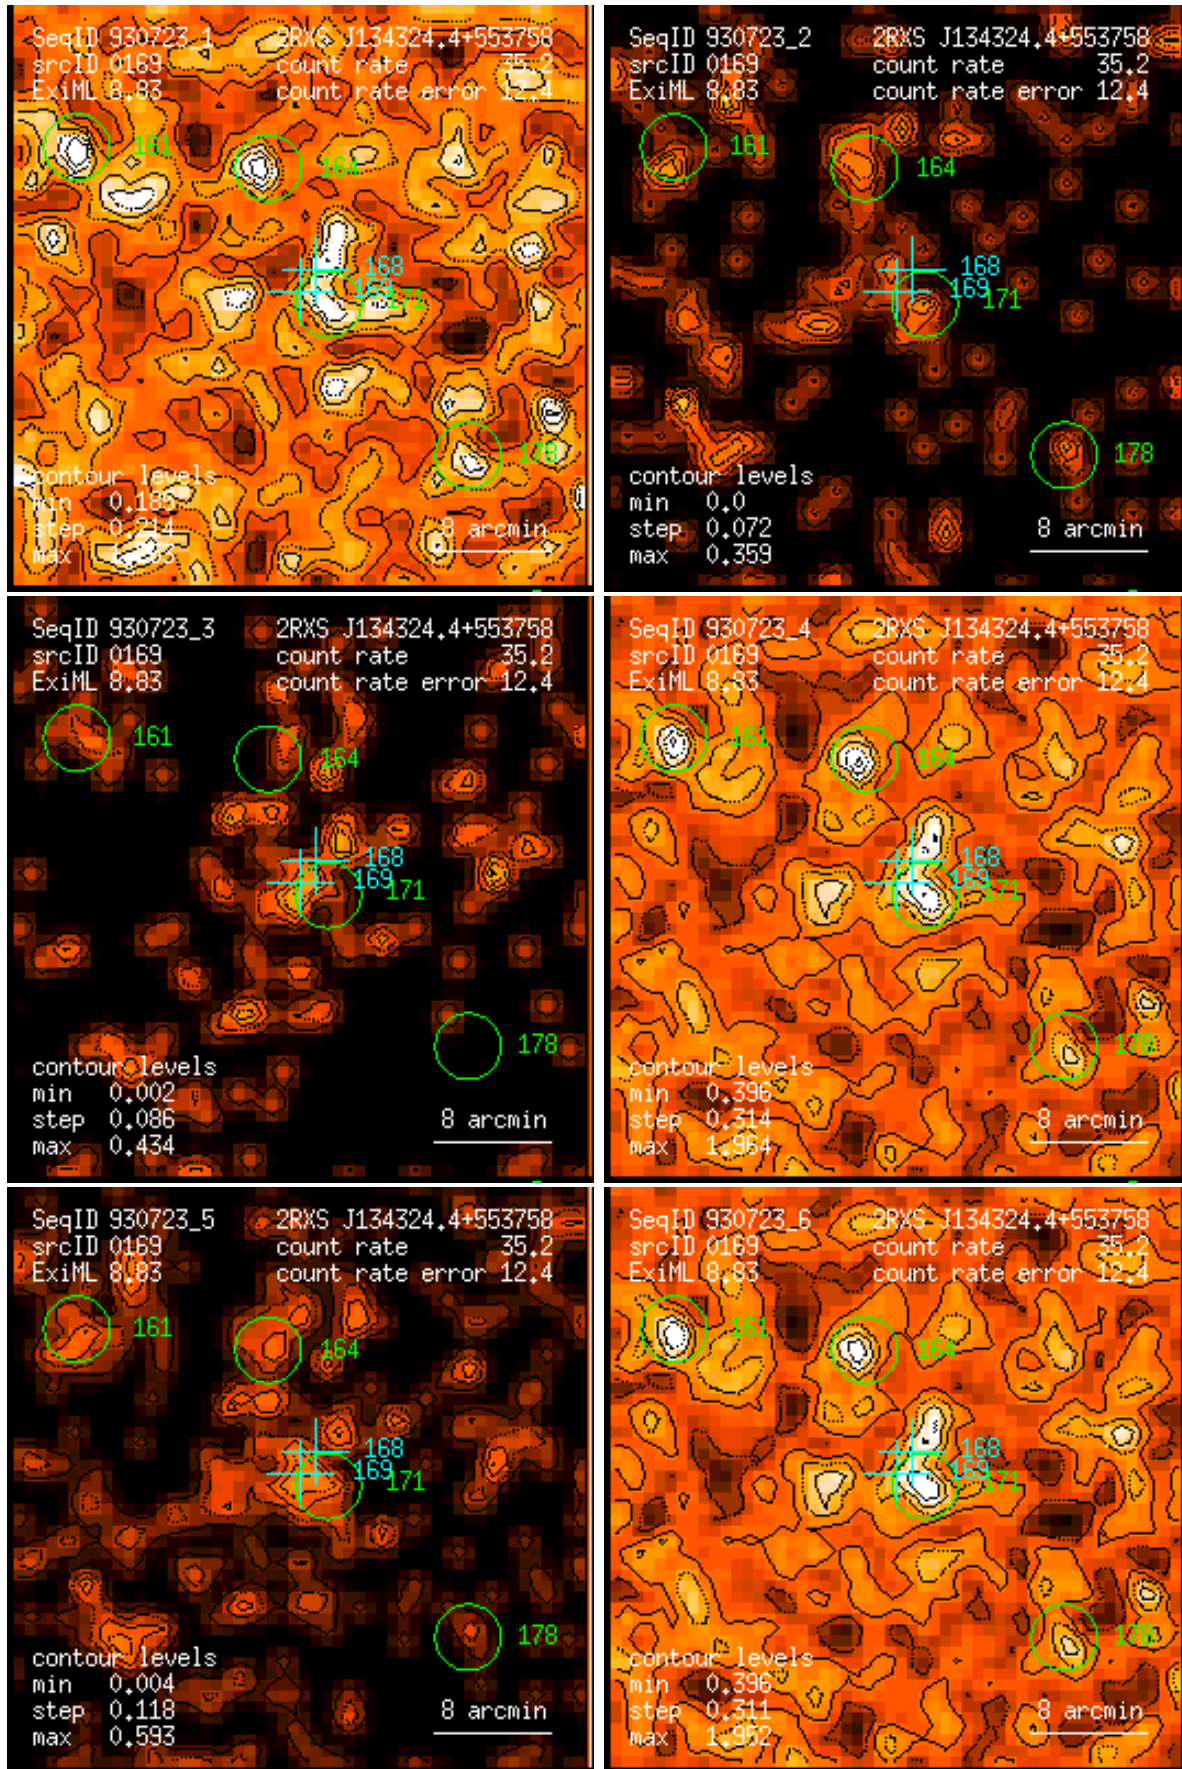 SeqID 930723_1 2RXS J134324.4+553758
srcID 0169 count rate 35.2
ExiML 8.83 count rate error 12.4
161
164
168
169 171
178
contour levels
min 0.185
step 0.214
8 arcmin
max
SeqID 930723_2 2RXS J134324.4+553758
srcID 0169 count rate 35.2
ExiML 8.83 count rate error 12.4
161
164
168
169 171
178
contour levels
min 0.0
step 0.072
8 arcmin
max 0.359
SeqID 930723_3 2RXS J134324.4+553758
srcID 0169 count rate 35.2
ExiML 8.83 count rate error 12.4
161
164
168
169 171
178
contour levels
min 0.002
step 0.086
8 arcmin
max 0.434
SeqID 930723_4 2RXS J134324.4+553758
srcID 0169 count rate 35.2
ExiML 8.83 count rate error 12.4
161
164
168
169 171
178
contour levels
min 0.396
step 0.314
8 arcmin
max 1.964
SeqID 930723_5 2RXS J134324.4+553758
srcID 0169 count rate 35.2
ExiML 8.83 count rate error 12.4
161
164
168
169 171
178
contour levels
min 0.004
step 0.118
8 arcmin
max 0.593
SeqID 930723_6 2RXS J134324.4+553758
srcID 0169 count rate 35.2
ExiML 8.83 count rate error 12.4
161
164
168
169 171
178
contour levels
min 0.396
step 0.311
8 arcmin
max 1.952